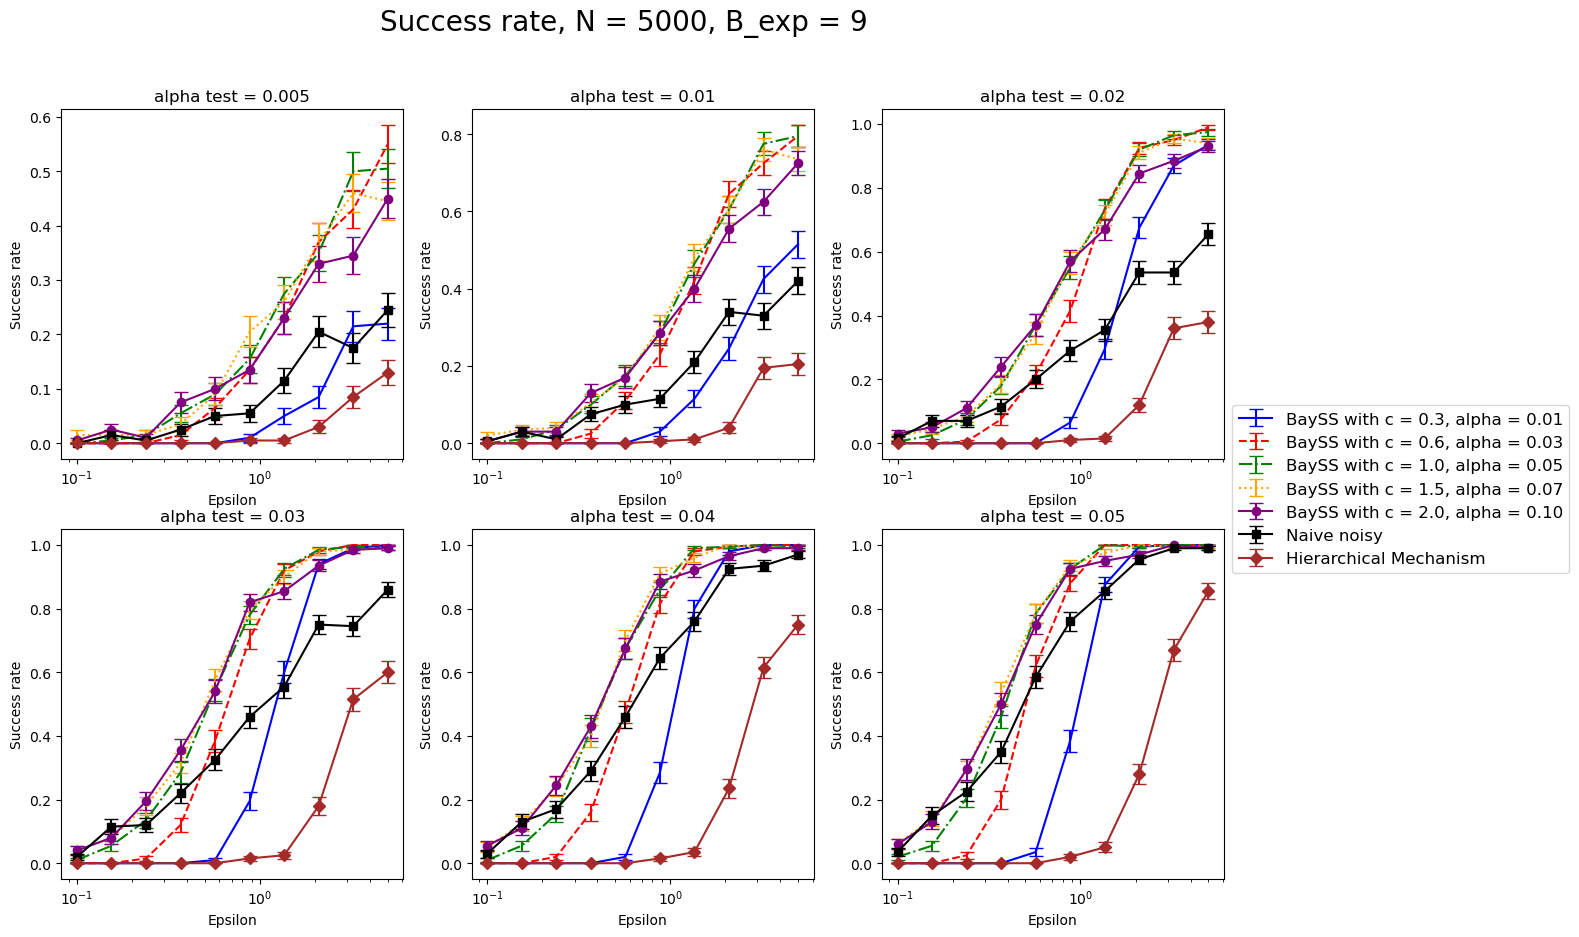 Success rate, N = 5000, B_exp = 9
alpha test = 0.005
0.6
0.5
0.4
0.3
0.2
0.1
0.0
Success rate
10⁻¹
10⁰
Epsilon
alpha test = 0.01
0.8
0.6
0.4
0.2
0.0
Success rate
10⁻¹
10⁰
Epsilon
alpha test = 0.02
1.0
0.8
0.6
0.4
0.2
0.0
Success rate
10⁻¹
10⁰
Epsilon
alpha test = 0.03
1.0
0.8
0.6
0.4
0.2
0.0
Success rate
10⁻¹
10⁰
Epsilon
alpha test = 0.04
1.0
0.8
0.6
0.4
0.2
0.0
Success rate
10⁻¹
10⁰
Epsilon
alpha test = 0.05
1.0
0.8
0.6
0.4
0.2
0.0
Success rate
10⁻¹
10⁰
Epsilon
BaySS with c = 0.3, alpha = 0.01
BaySS with c = 0.6, alpha = 0.03
BaySS with c = 1.0, alpha = 0.05
BaySS with c = 1.5, alpha = 0.07
BaySS with c = 2.0, alpha = 0.10
Naive noisy
Hierarchical Mechanism